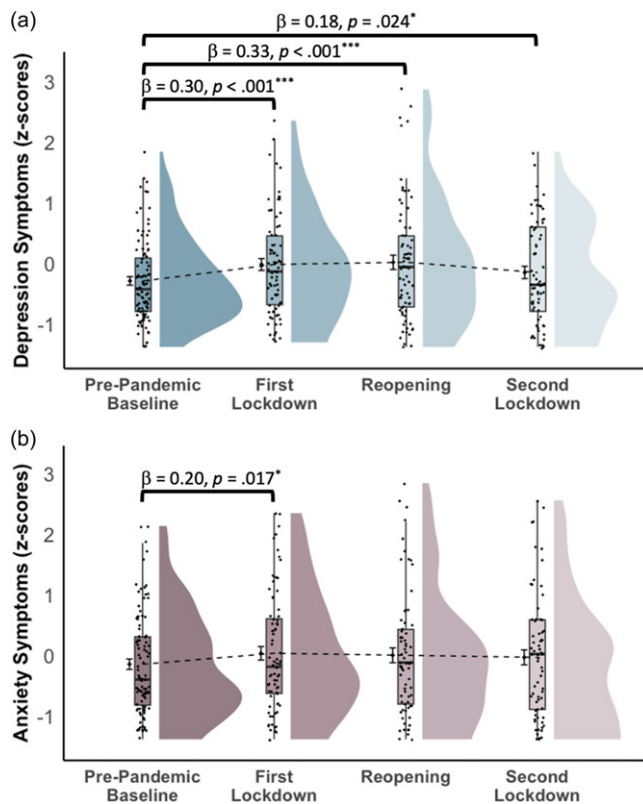 (a)
β = 0.18, p = .024*
β = 0.33, p < .001***
β = 0.30, p < .001***
Depression Symptoms (z-scores)
3
2
1
0
-1
Pre-Pandemic Baseline
First Lockdown
Reopening
Second Lockdown
(b)
β = 0.20, p = .017*
Anxiety Symptoms (z-scores)
3
2
1
0
-1
Pre-Pandemic Baseline
First Lockdown
Reopening
Second Lockdown